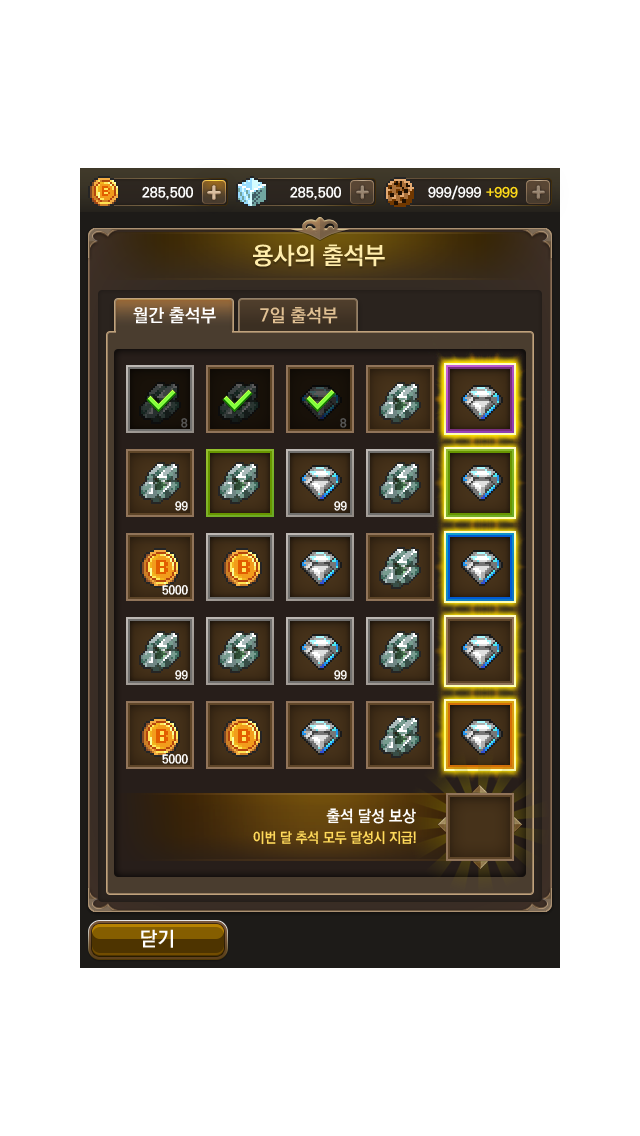 285,500 285,500 999/999 +999
용사의 출석부
월간 출석부 7일 출석부
8 8
99 99
5000
99 99
5000
출석 달성 보상
이번 달 추석 모두 달성시 지급!
닫기